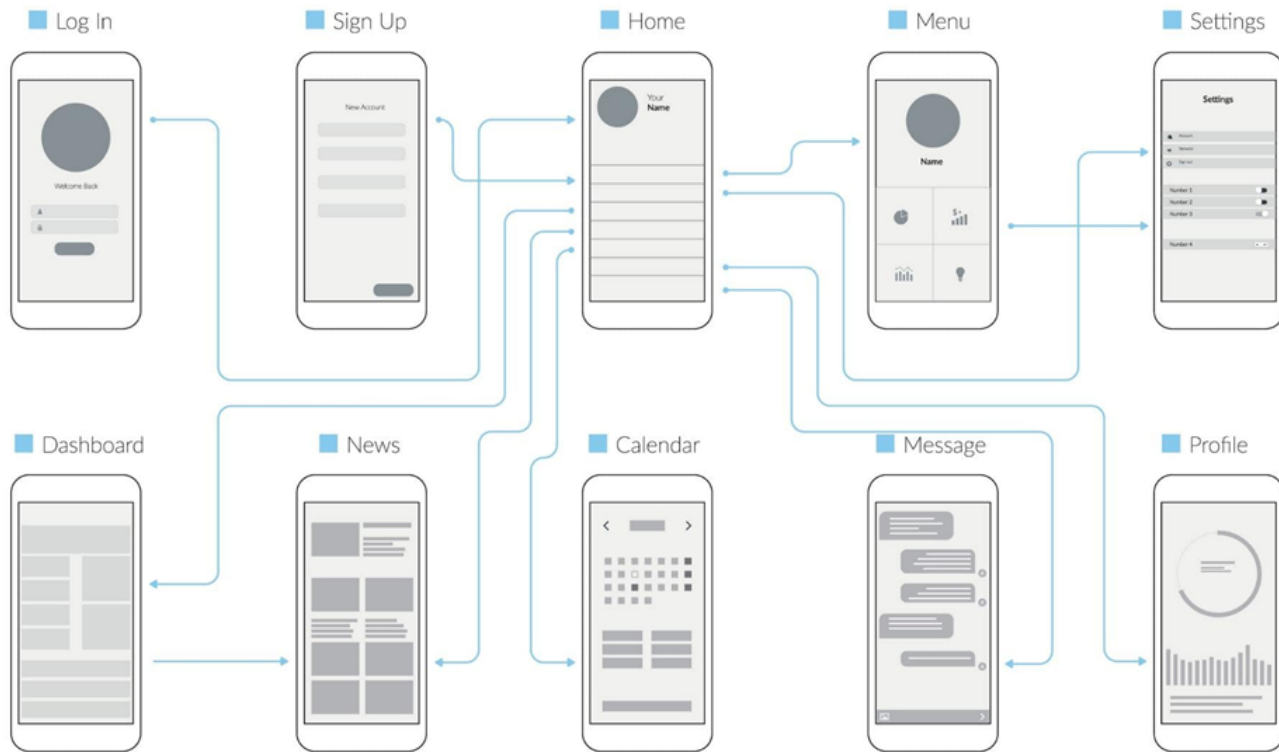 Log In
Sign Up
Home
Menu
Settings
Welcome Back
New Account
Your
Name
Name
Settings
Account
Number 1
Number 2
Number 3
Number 4
Dashboard
News
Calendar
Message
Profile